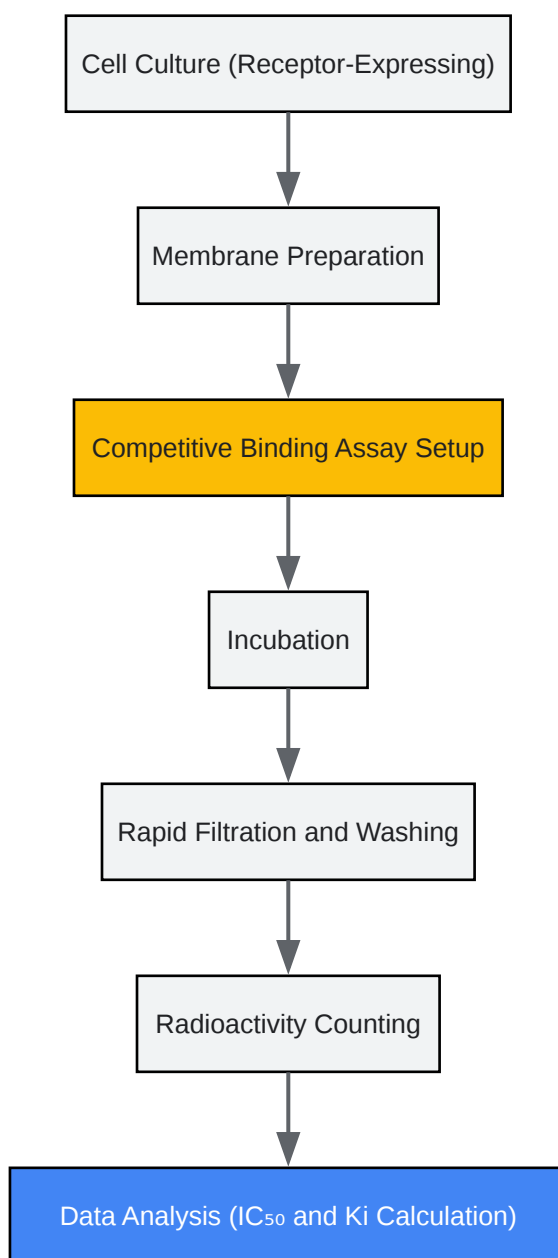 Cell Culture (Receptor-Expressing)
Membrane Preparation
Competitive Binding Assay Setup
Incubation
Rapid Filtration and Washing
Radioactivity Counting
Data Analysis (IC₅₀ and Ki Calculation)